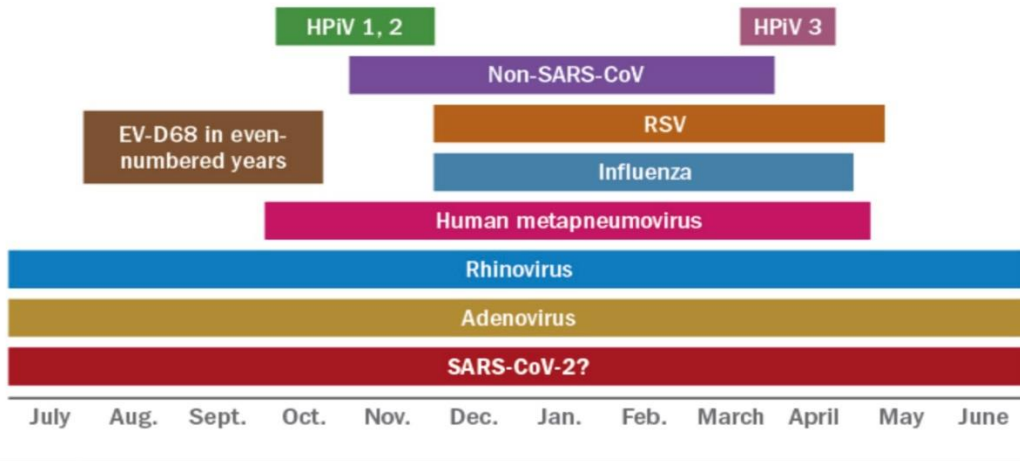 HPiV 1, 2
HPiV 3
Non-SARS-CoV
RSV
EV-D68 in even-
numbered years
Influenza
Human metapneumovirus
Rhinovirus
Adenovirus
SARS-CoV-2?
July Aug. Sept. Oct. Nov. Dec. Jan. Feb. March April May June